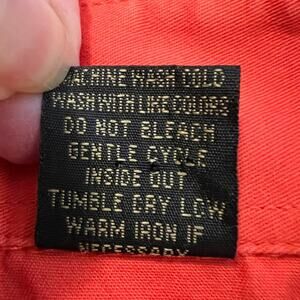 MACHINE WASH COLD
WASH WITH LIKE COLORS
DO NOT BLEACH
GENTLE CYCLE
INSIDE OUT
TUMBLE DRY LOW
WARM IRON IF
NECESSARY